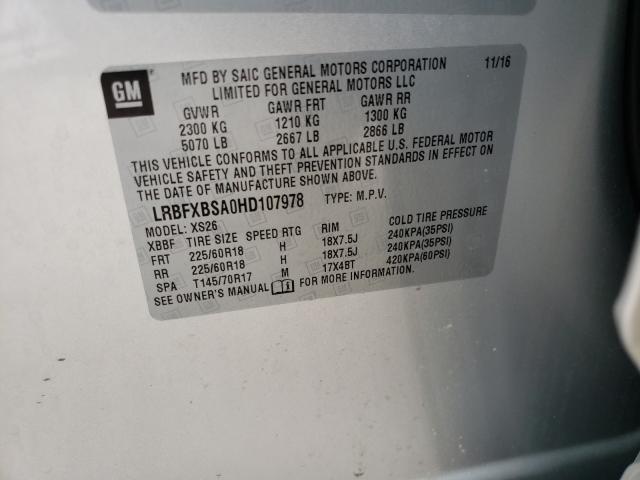 GM
MFD BY SAIC GENERAL MOTORS CORPORATION 11/16
LIMITED FOR GENERAL MOTORS LLC
GVWR GAWR FRT GAWR RR
2300 KG 1210 KG 1300 KG
5070 LB 2667 LB 2866 LB
THIS VEHICLE CONFORMS TO ALL APPLICABLE U.S. FEDERAL MOTOR
VEHICLE SAFETY AND THEFT PREVENTION STANDARDS IN EFFECT ON
THE DATE OF MANUFACTURE SHOWN ABOVE.
LRBFXBSA0HD107978 TYPE: M.P.V.
MODEL: XS26
XBBF TIRE SIZE SPEED RTG RIM COLD TIRE PRESSURE
FRT 225/60R18 H 18X7.5J 240KPA(35PSI)
RR 225/60R18 H 18X7.5J 240KPA(35PSI)
SPA T145/70R17 M 17X4BT 420KPA(60PSI)
SEE OWNER'S MANUAL FOR MORE INFORMATION.